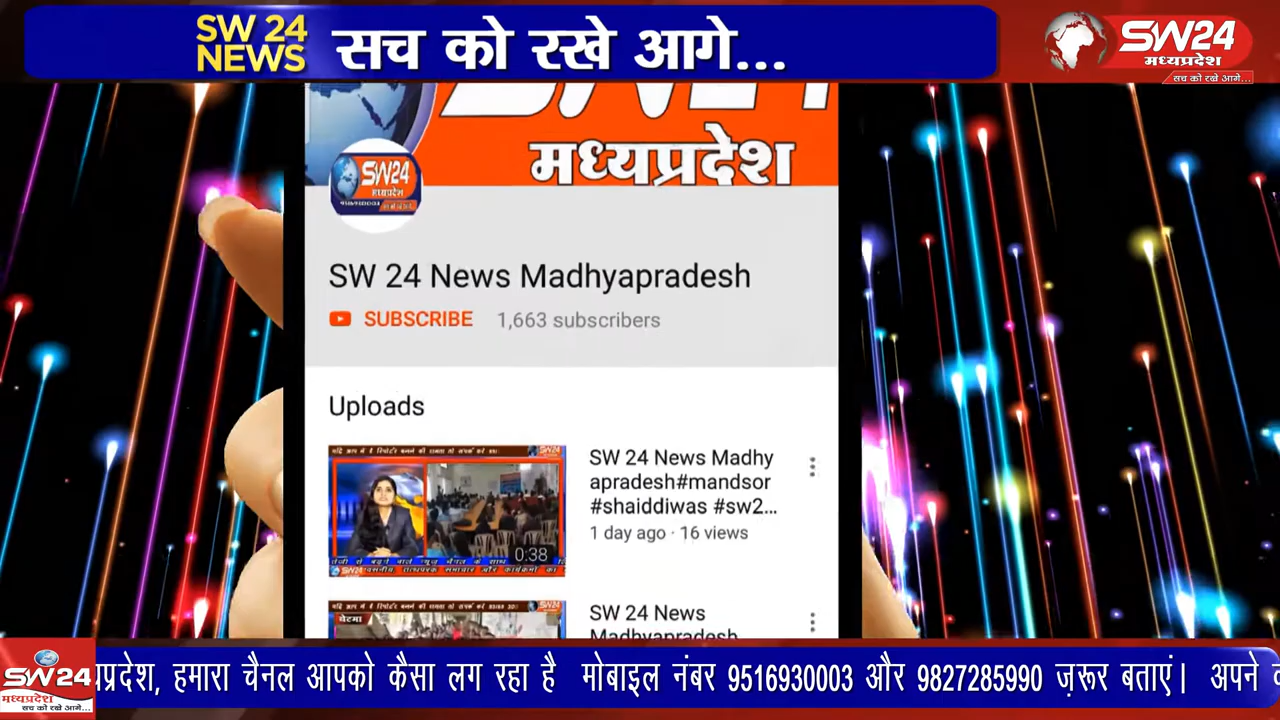 SW 24
NEWS
सच को रखे आगे...
SW24
मध्यप्रदेश
सच को रखे आगे...
मध्यप्रदेश
SW24
मध्यप्रदेश
9516930003
SW 24 News Madhyapradesh
SUBSCRIBE 1,663 subscribers
Uploads
SW24
SW 24 News Madhy
apradesh#mandsor
#shaiddiwas #sw2...
1 day ago · 16 views
0:38
SW24
SW 24 News
Madhyapradesh
SW24
मध्यप्रदेश
सच को रखे आगे...
प्रदेश, हमारा चैनल आपको कैसा लग रहा है मोबाइल नंबर 9516930003 और 9827285990 ज़रूर बताएं। अपने